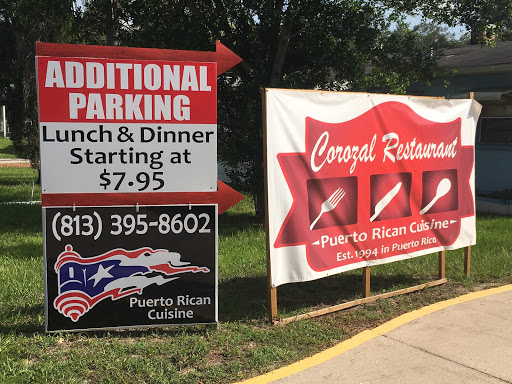 ADDITIONAL
PARKING
Lunch & Dinner
Starting at
$7.95
(813) 395-8602
Puerto Rican
Cuisine
Corozal Restaurant
Puerto Rican Cuisine
Est.1994 in Puerto Rico